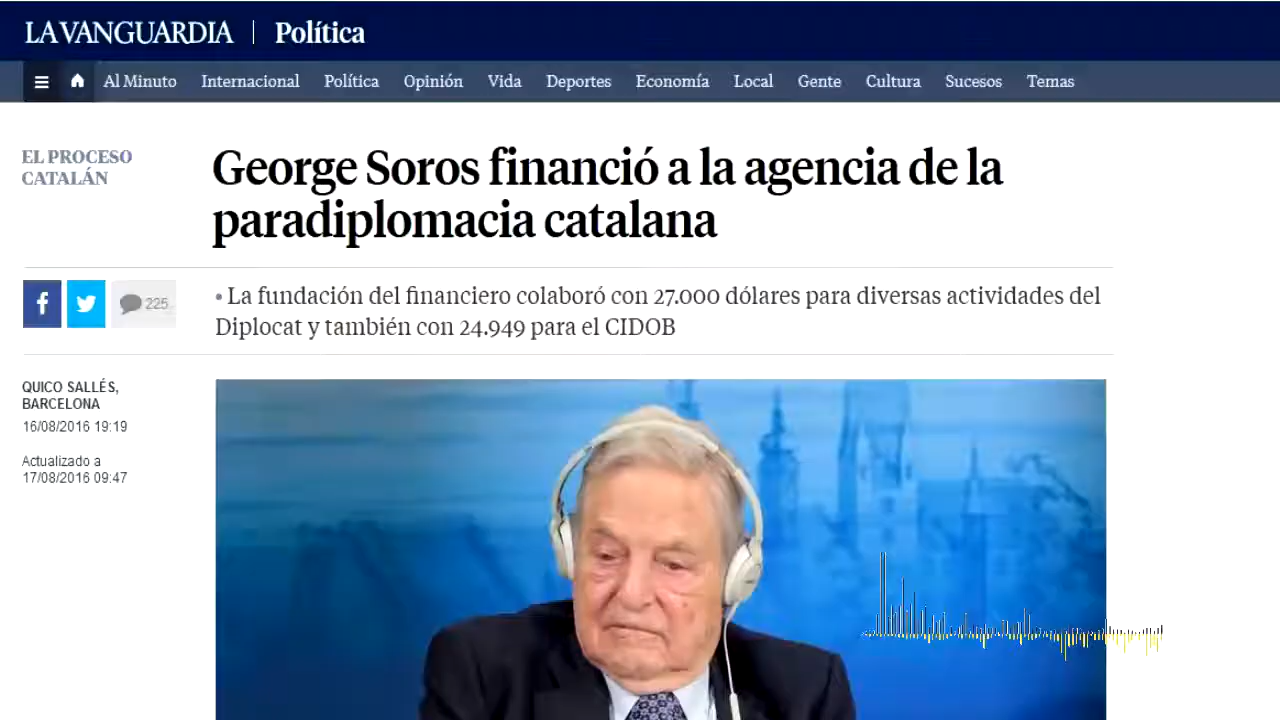 LA VANGUARDIA | Política
Al Minuto Internacional Política Opinión Vida Deportes Economía Local Gente Cultura Sucesos Temas
EL PROCESO
CATALÁN
George Soros financió a la agencia de la
paradiplomacia catalana
225
• La fundación del financiero colaboró con 27.000 dólares para diversas actividades del
Diplocat y también con 24.949 para el CIDOB
QUICO SALLÉS,
BARCELONA
16/08/2016 19:19
Actualizado a
17/08/2016 09:47